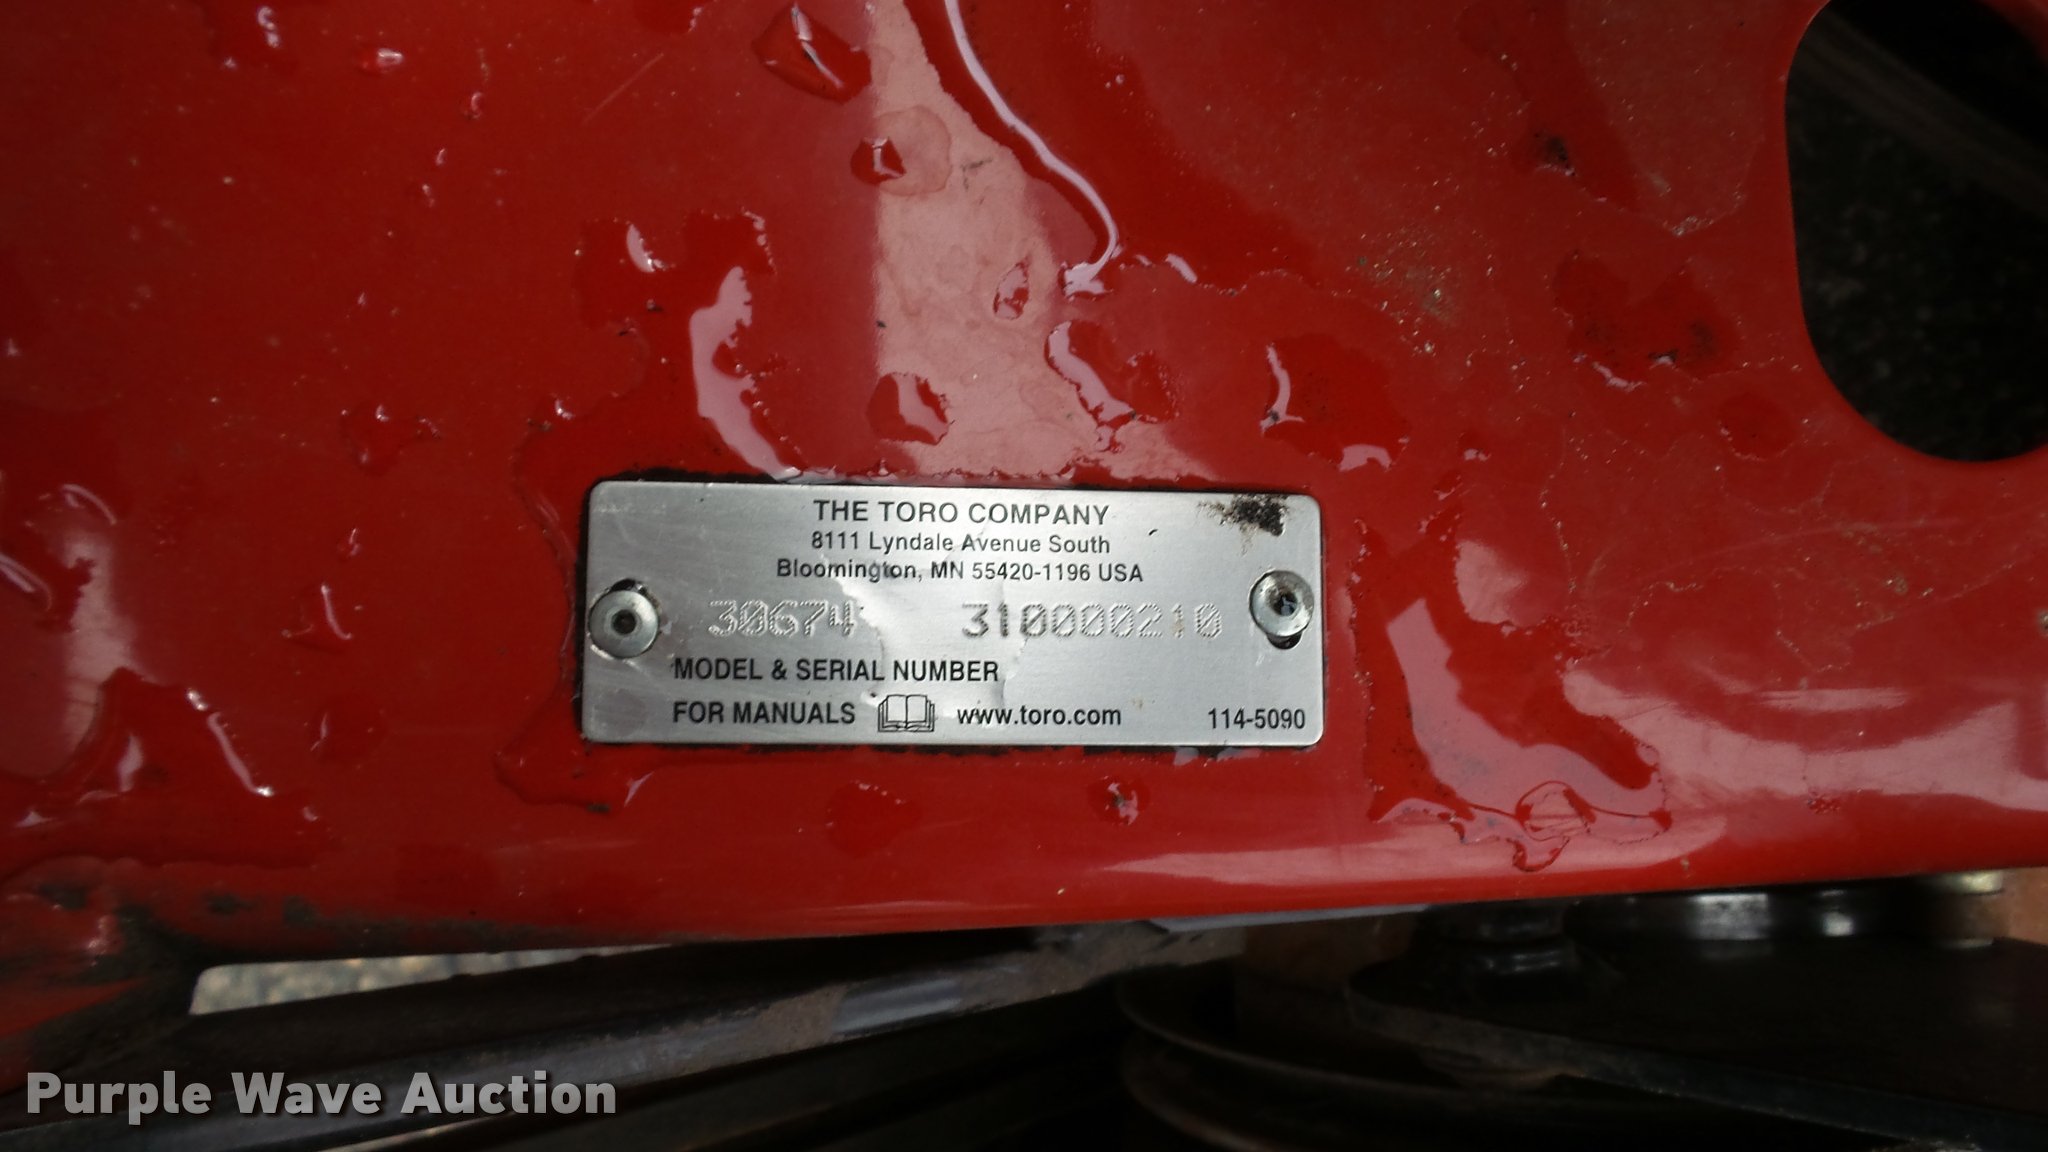 THE TORO COMPANY
8111 Lyndale Avenue South
Bloomington, MN 55420-1196 USA
30674 310000210
MODEL & SERIAL NUMBER
FOR MANUALS www.toro.com 114-5090
Purple Wave Auction